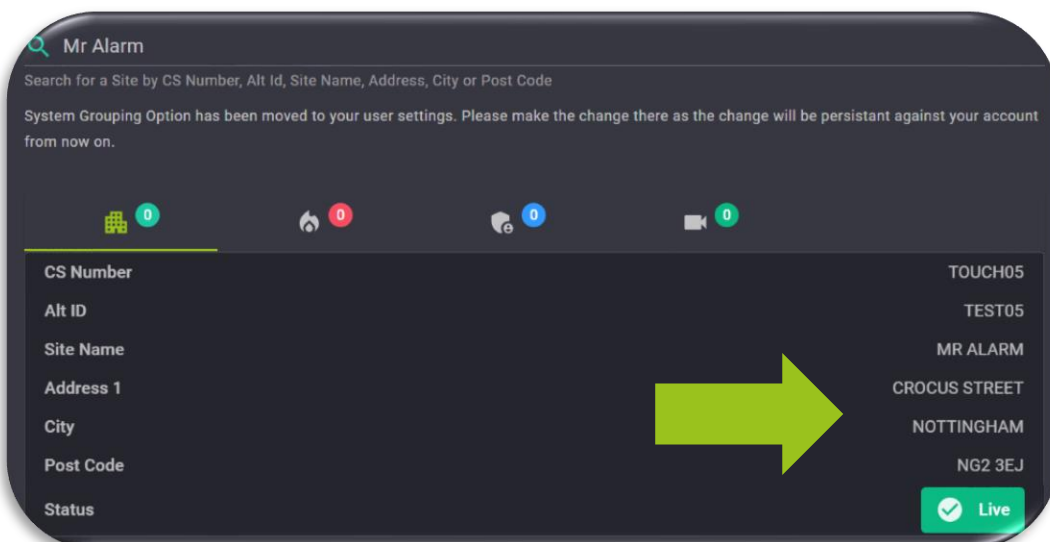 Mr Alarm
Search for a Site by CS Number, Alt Id, Site Name, Address, City or Post Code
System Grouping Option has been moved to your user settings. Please make the change there as the change will be persistant against your account
from now on.
0 0 0 0
CS Number TOUCH05
Alt ID TEST05
Site Name MR ALARM
Address 1 CROCUS STREET
City NOTTINGHAM
Post Code NG2 3EJ
Status Live